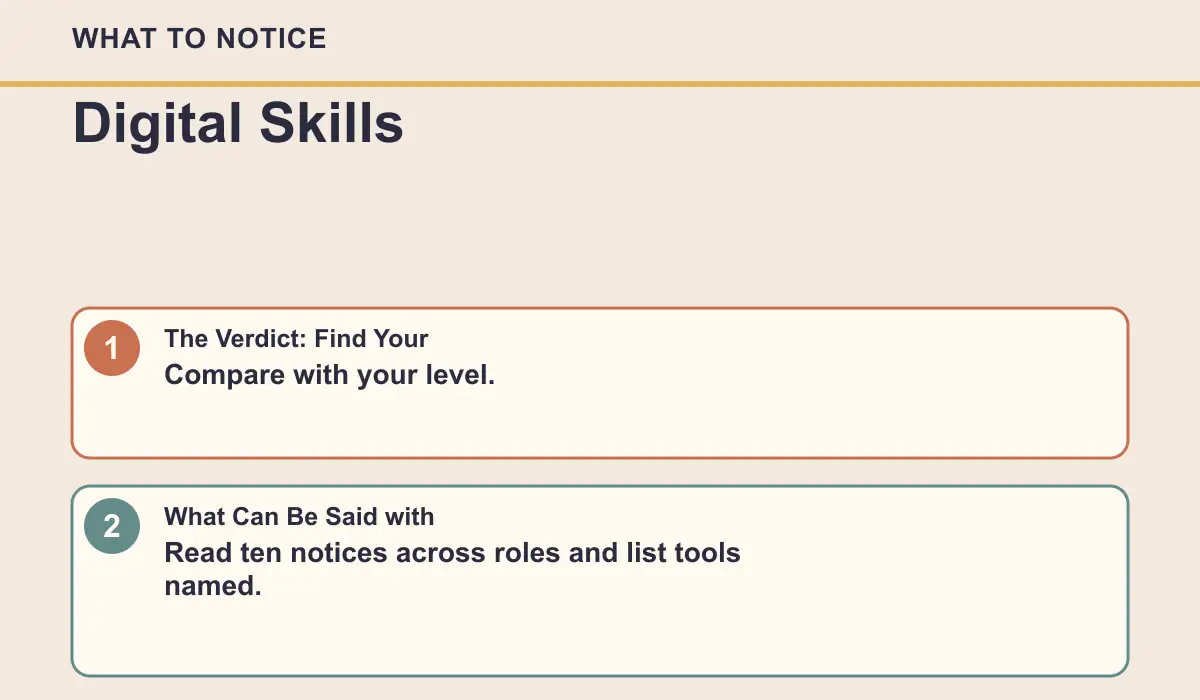 WHAT TO NOTICE
Digital Skills
1
The Verdict: Find Your
Compare with your level.
2
What Can Be Said with
Read ten notices across roles and list tools
named.